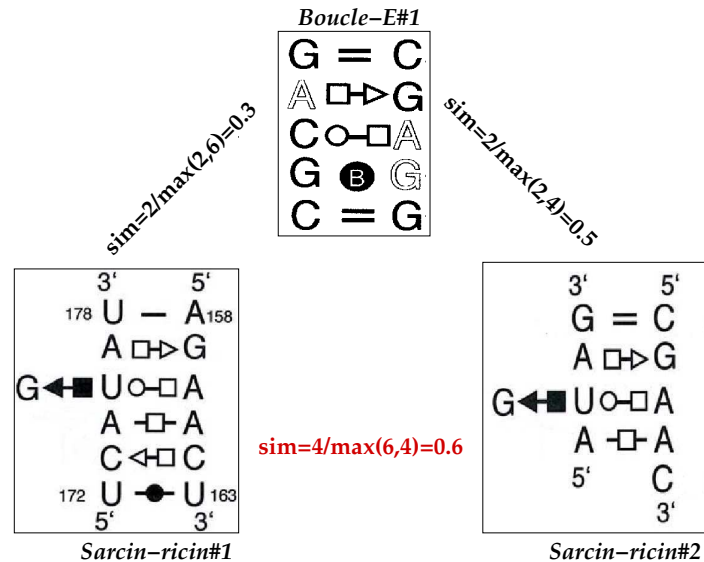 Boucle-E#1
G = C
A G
C A
G B G
C = G
sim=2/max(2,6)=0.3
sim=2/max(2,4)=0.5
3' 5'
178 U – A158
A G
G U A
A A
C C
172 U U 163
5' 3'
Sarcin-ricin#1
sim=4/max(6,4)=0.6
3' 5'
G = C
A G
G U A
A A
5' C
3'
Sarcin-ricin#2